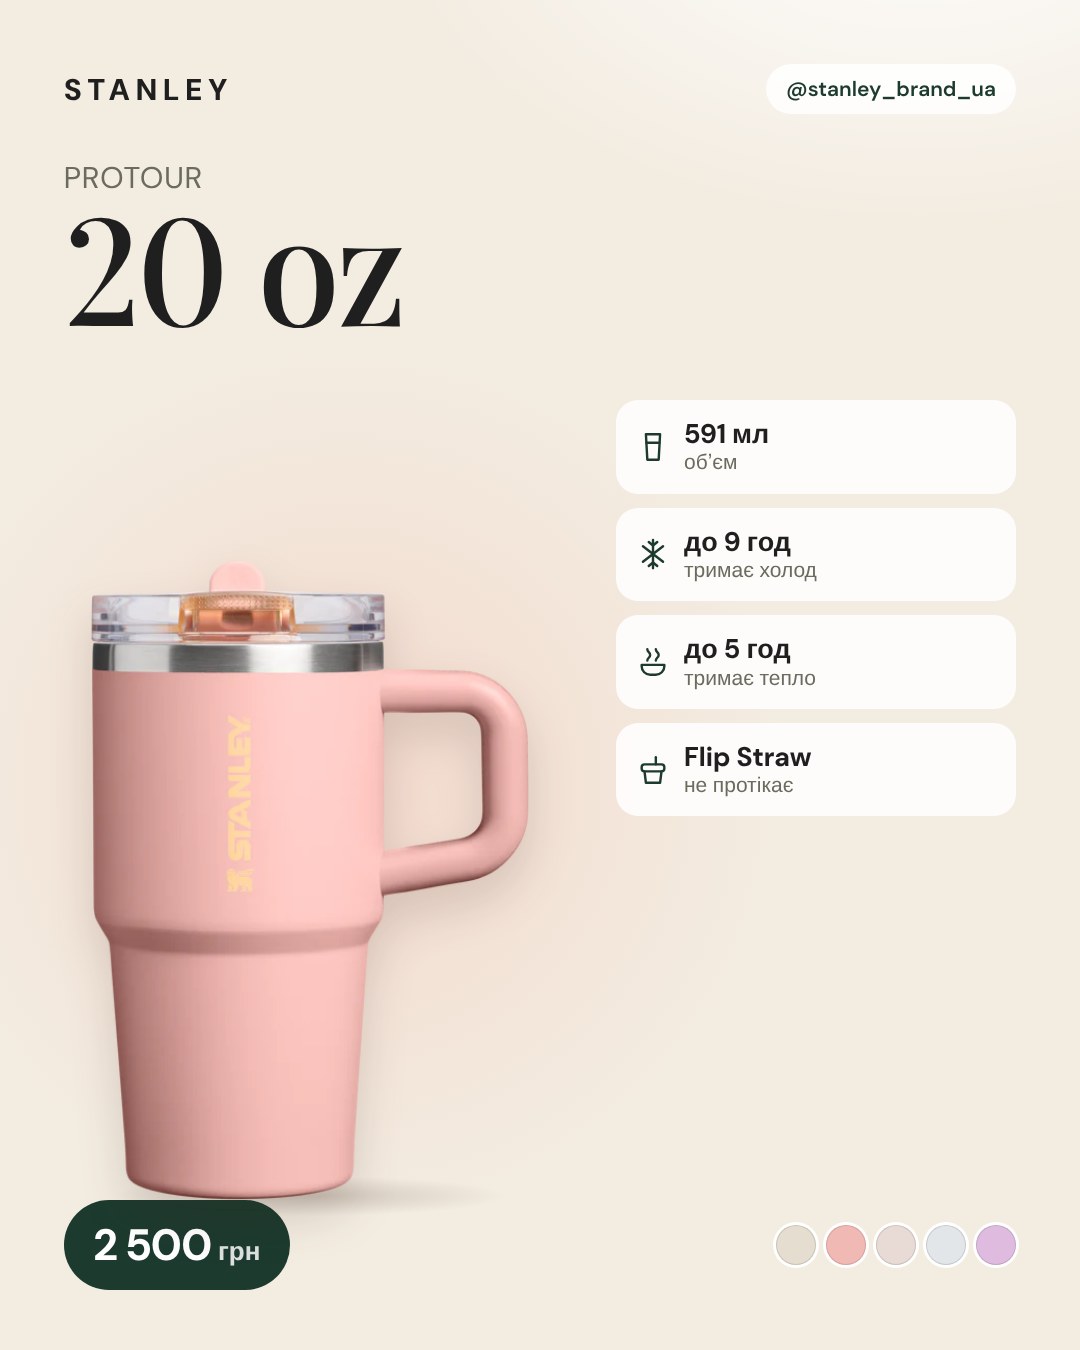 STANLEY
@stanley_brand_ua
PROTOUR
20 oz
591 мл
об’єм
до 9 год
тримає холод
до 5 год
тримає тепло
Flip Straw
не протікає
STANLEY
2 500 грн